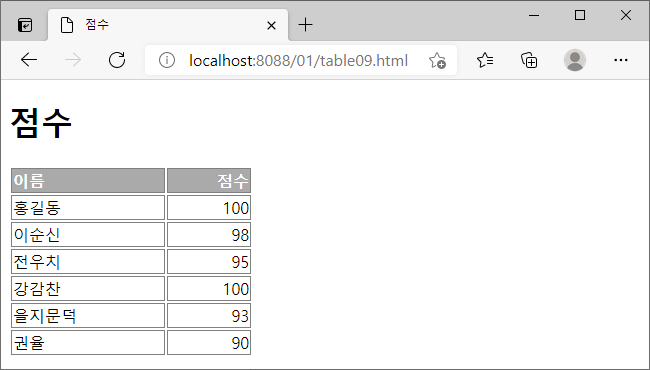 점수
localhost:8088/01/table09.html
점수
이름 점수
홍길동 100
이순신 98
전우치 95
강감찬 100
을지문덕 93
권율 90